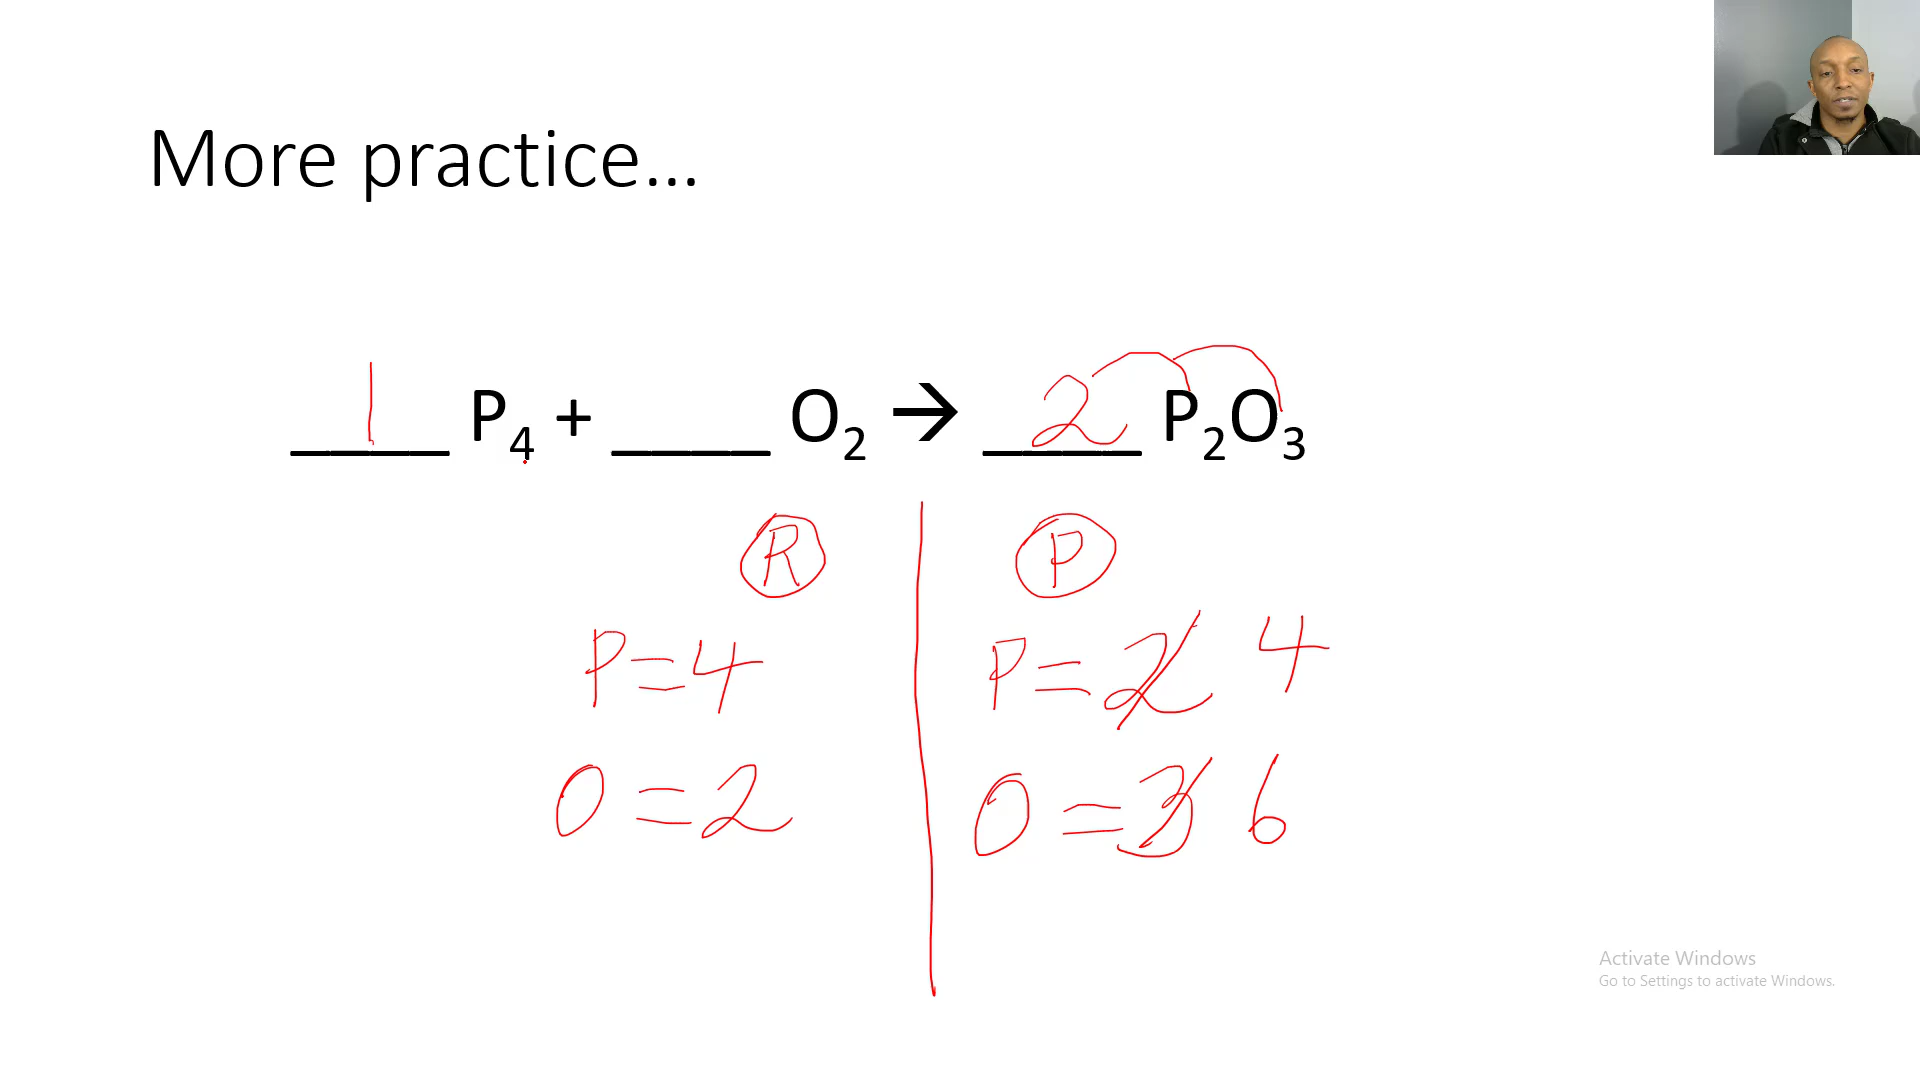 More practice...
1 P4 + ____ O2 → 2 P2O3
R P
P=4 P=2 4
O=2 O=3 6
Activate Windows
Go to Settings to activate Windows.